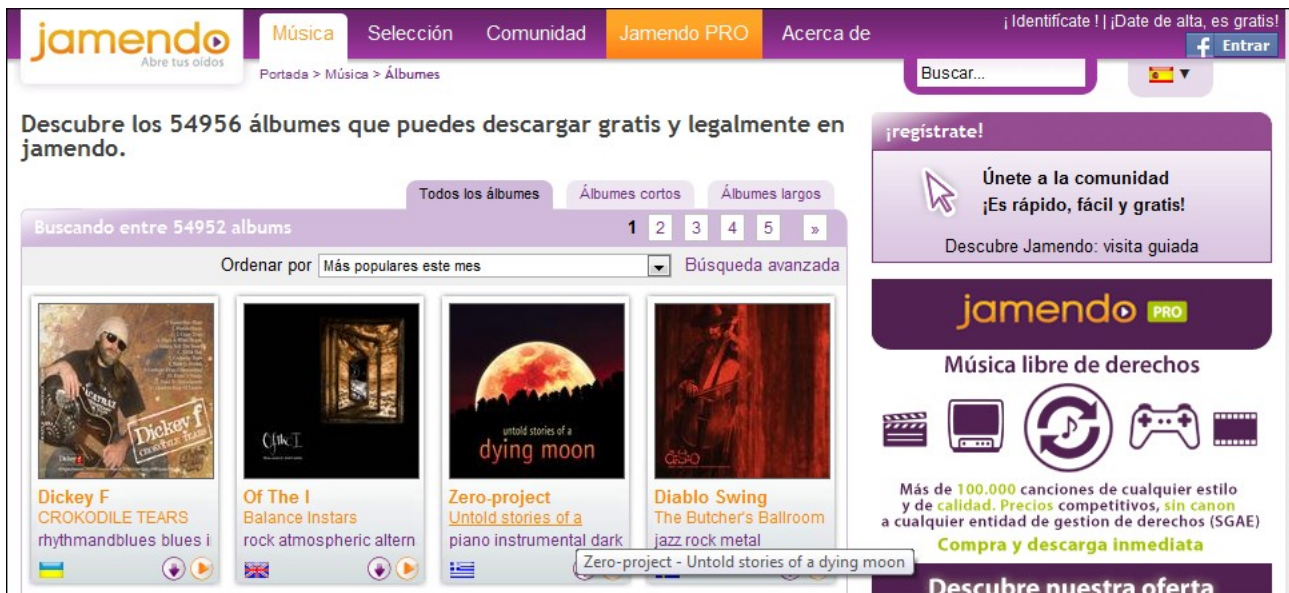 jamendo
Abre tus oídos
Música
Selección
Comunidad
Jamendo PRO
Acerca de
¡ Identifícate ! | ¡Date de alta, es gratis!
f Entrar
Portada > Música > Álbumes
Buscar...
Descubre los 54956 álbumes que puedes descargar gratis y legalmente en
jamendo.
Todos los álbumes
Álbumes cortos
Álbumes largos
Buscando entre 54952 albums
1 2 3 4 5 »
Ordenar por Más populares este mes Búsqueda avanzada
Dickey f
CROKODILE TEARS
Of The I
untold stories of a
dying moon
Dickey F
CROKODILE TEARS
rhythmandblues blues i
Of The I
Balance Instars
rock atmospheric altern
Zero-project
Untold stories of a
piano instrumental dark
Diablo Swing
The Butcher's Ballroom
jazz rock metal
Zero-project - Untold stories of a dying moon
¡regístrate!
Únete a la comunidad
¡Es rápido, fácil y gratis!
Descubre Jamendo: visita guiada
jamendo PRO
Música libre de derechos
Más de 100.000 canciones de cualquier estilo
y de calidad. Precios competitivos, sin canon
a cualquier entidad de gestion de derechos (SGAE)
Compra y descarga inmediata
Descubre nuestra oferta